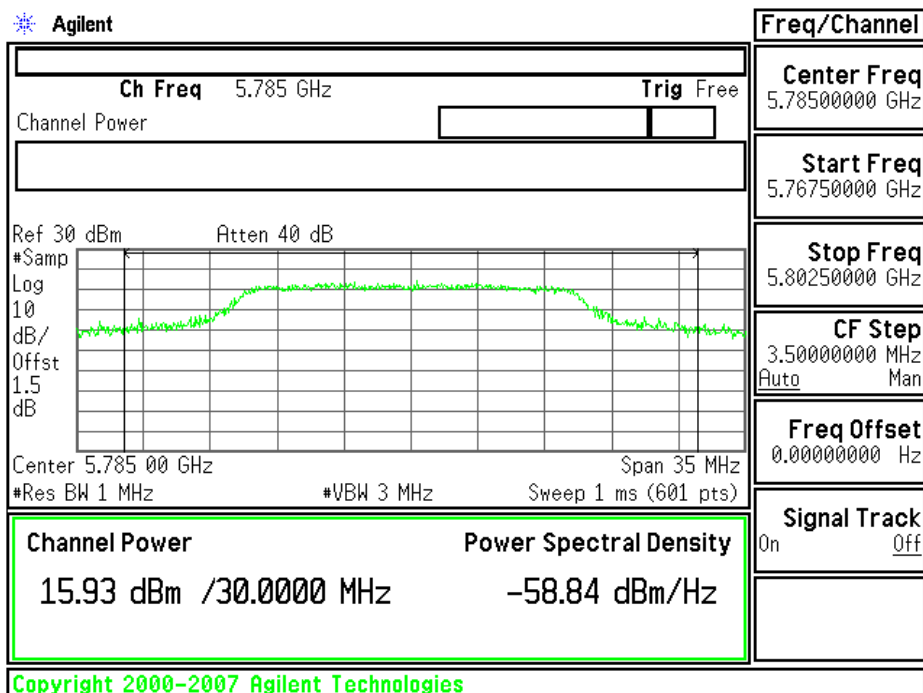 Agilent
Freq/Channel
Ch Freq 5.785 GHz Trig Free
Channel Power
Ref 30 dBm Atten 40 dB
#Samp
Log
10
dB/
Offst
1.5
dB
Center 5.785 00 GHz Span 35 MHz
#Res BW 1 MHz #VBW 3 MHz Sweep 1 ms (601 pts)
Channel Power Power Spectral Density
15.93 dBm /30.0000 MHz -58.84 dBm/Hz
Center Freq
5.78500000 GHz
Start Freq
5.76750000 GHz
Stop Freq
5.80250000 GHz
CF Step
3.50000000 MHz
Auto Man
Freq Offset
0.00000000 Hz
Signal Track
On Off
Copyright 2000-2007 Agilent Technologies